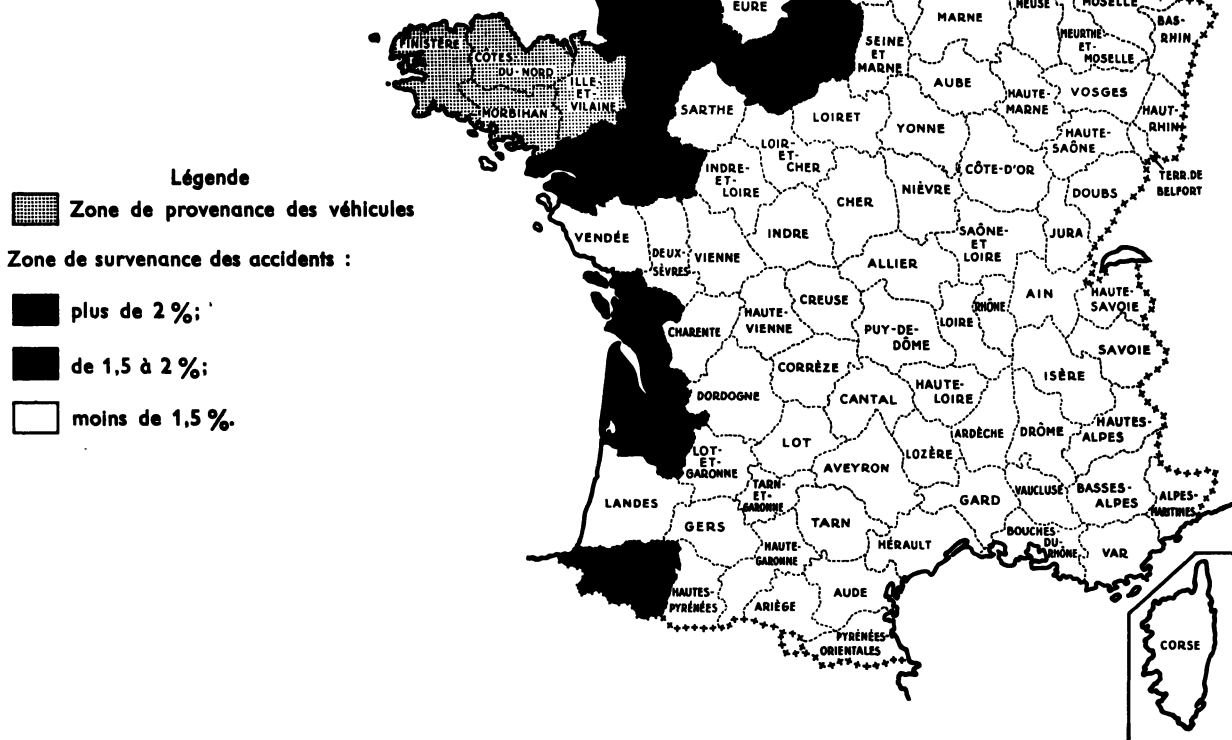 EURE
MARNE
MEUSE
MOSELLE
BAS-
RHIN
SEINE
ET
MARNE
MEURTHE
ET-
MOSELLE
FINISTÈRE
CÔTES-
DU-NORD
ILLE-
ET-
VILAINE
MORBIHAN
SARTHE
LOIRET
AUBE
HAUTE-
MARNE
VOSGES
HAUT-
RHIN
YONNE
HAUTE-
SAÔNE
LOIR-
ET-
CHER
INDRE-
ET-
LOIRE
CHER
NIÈVRE
CÔTE-D'OR
TERR.DE
BELFORT
DOUBS
Légende
Zone de provenance des véhicules
Zone de survenance des accidents :
plus de 2 %;
de 1,5 à 2 %;
moins de 1,5 %.
VENDÉE
DEUX-
SÈVRES
VIENNE
INDRE
SAÔNE-
ET
LOIRE
JURA
ALLIER
CHARENTE
HAUTE-
VIENNE
CREUSE
PUY-DE-
DÔME
LOIRE
RHÔNE
AIN
HAUTE-
SAVOIE
SAVOIE
DORDOGNE
CORRÈZE
CANTAL
HAUTE-
LOIRE
ISÈRE
ARDÈCHE
DRÔME
HAUTES-
ALPES
LOT-
ET-
GARONNE
LOT
AVEYRON
LOZÈRE
LANDES
TARN-
ET-
GARONNE
GARD
VAUCLUSE
BASSES-
ALPES
ALPES-
MARITIMES
GERS
TARN
HAUTE-
GARONNE
HÉRAULT
BOUCHES-
DU-
RHÔNE
VAR
HAUTES-
PYRÉNÉES
ARIÈGE
AUDE
PYRÉNÉES-
ORIENTALES
CORSE